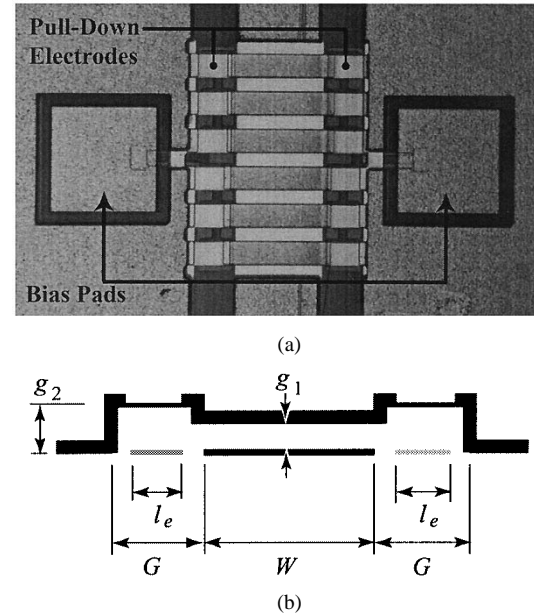 Pull-Down
Electrodes
Bias Pads
(a)
g2
g1
le
le
G
W
G
(b)